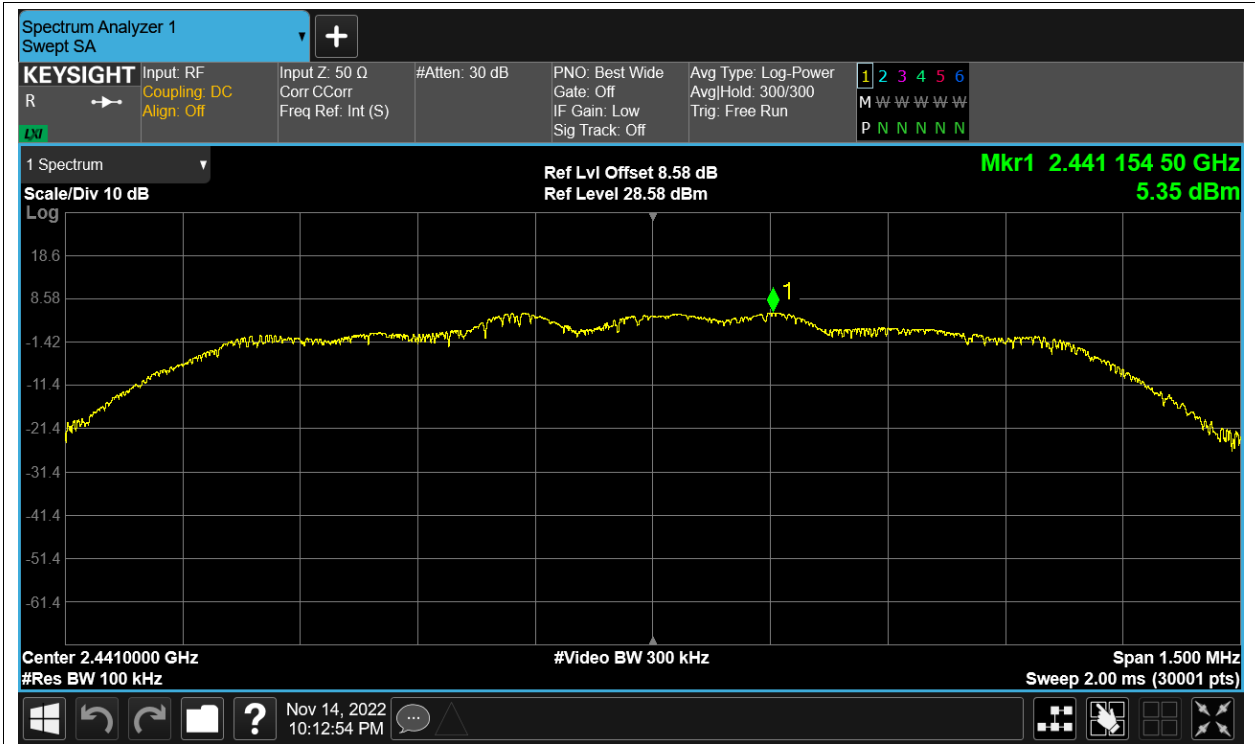 Spectrum Analyzer 1
Swept SA
+
KEYSIGHT
R
LXI
Input: RF
Coupling: DC
Align: Off
Input Z: 50 Ω
Corr CCorr
Freq Ref: Int (S)
#Atten: 30 dB
PNO: Best Wide
Gate: Off
IF Gain: Low
Sig Track: Off
Avg Type: Log-Power
Avg|Hold: 300/300
Trig: Free Run
1 2 3 4 5 6
M W W W W W
P N N N N N
1 Spectrum
Scale/Div 10 dB
Log
Ref Lvl Offset 8.58 dB
Ref Level 28.58 dBm
Mkr1 2.441 154 50 GHz
5.35 dBm
18.6
8.58
-1.42
-11.4
-21.4
-31.4
-41.4
-51.4
-61.4
1
Center 2.4410000 GHz
#Res BW 100 kHz
#Video BW 300 kHz
Span 1.500 MHz
Sweep 2.00 ms (30001 pts)
?
Nov 14, 2022
10:12:54 PM